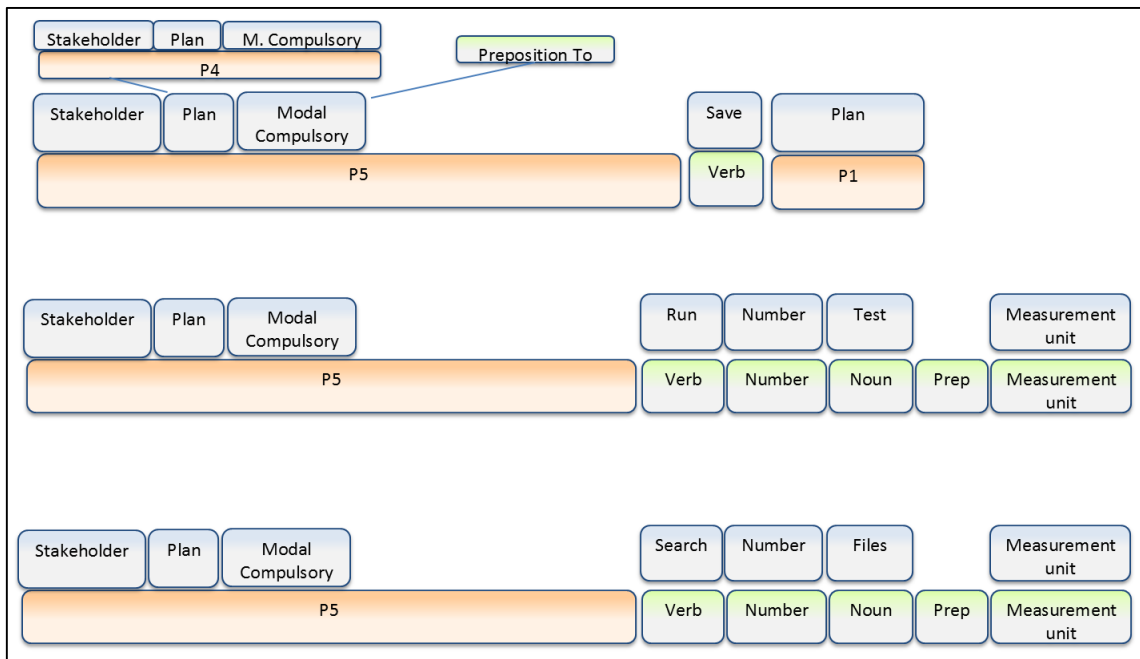 Stakeholder Plan M. Compulsory
P4
Preposition To
Stakeholder Plan Modal
Compulsory
Save Plan
P5
Verb P1
Stakeholder Plan Modal
Compulsory
Run Number Test Measurement
unit
P5
Verb Number Noun Prep Measurement
unit
Stakeholder Plan Modal
Compulsory
Search Number Files Measurement
unit
P5
Verb Number Noun Prep Measurement
unit